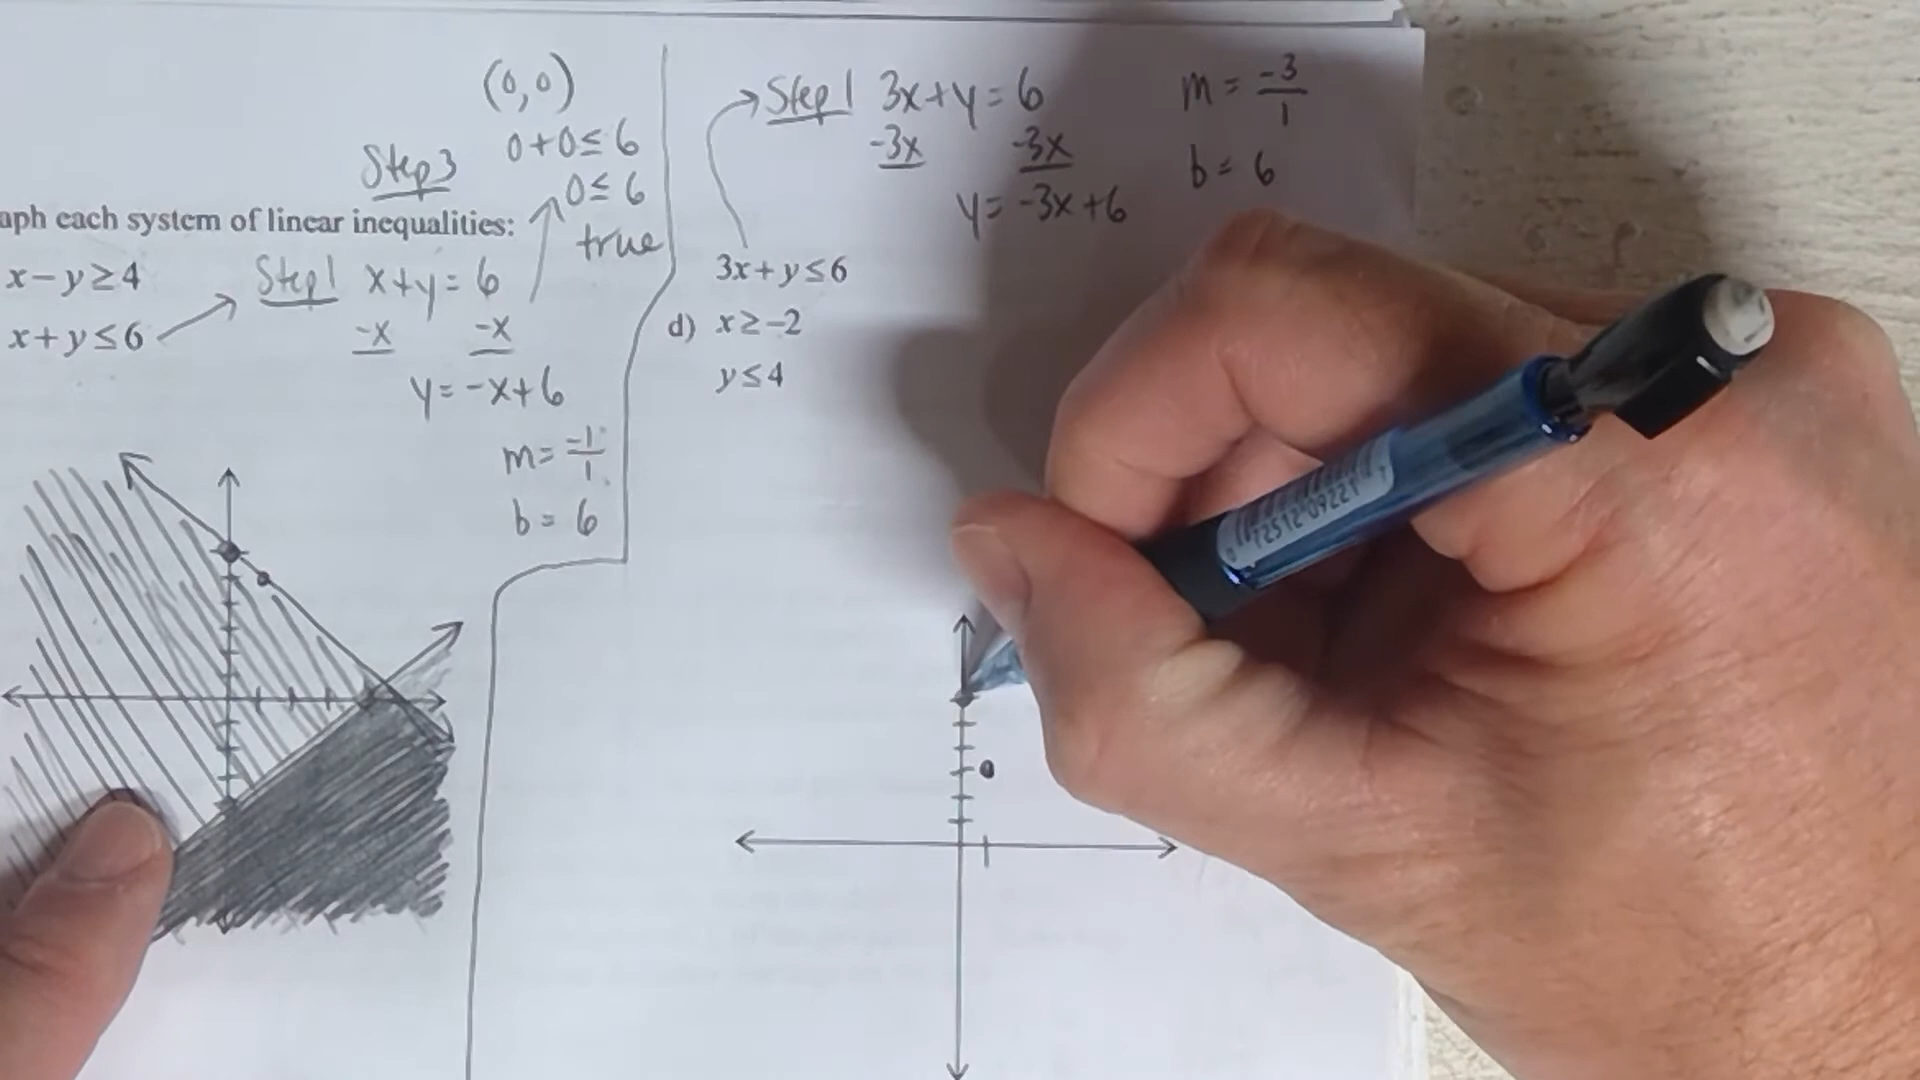 (0,0)
0+0≤6
Step 3
0≤6
true
aph each system of linear inequalities:
x−y≥4
x+y≤6
Step 1 x+y=6
-x -x
y=-x+6
m=-1/1
b=6
Step 1 3x+y=6
-3x -3x
y=-3x+6
m=-3/1
b=6
3x+y≤6
d) x≥−2
y≤4
72512 09221